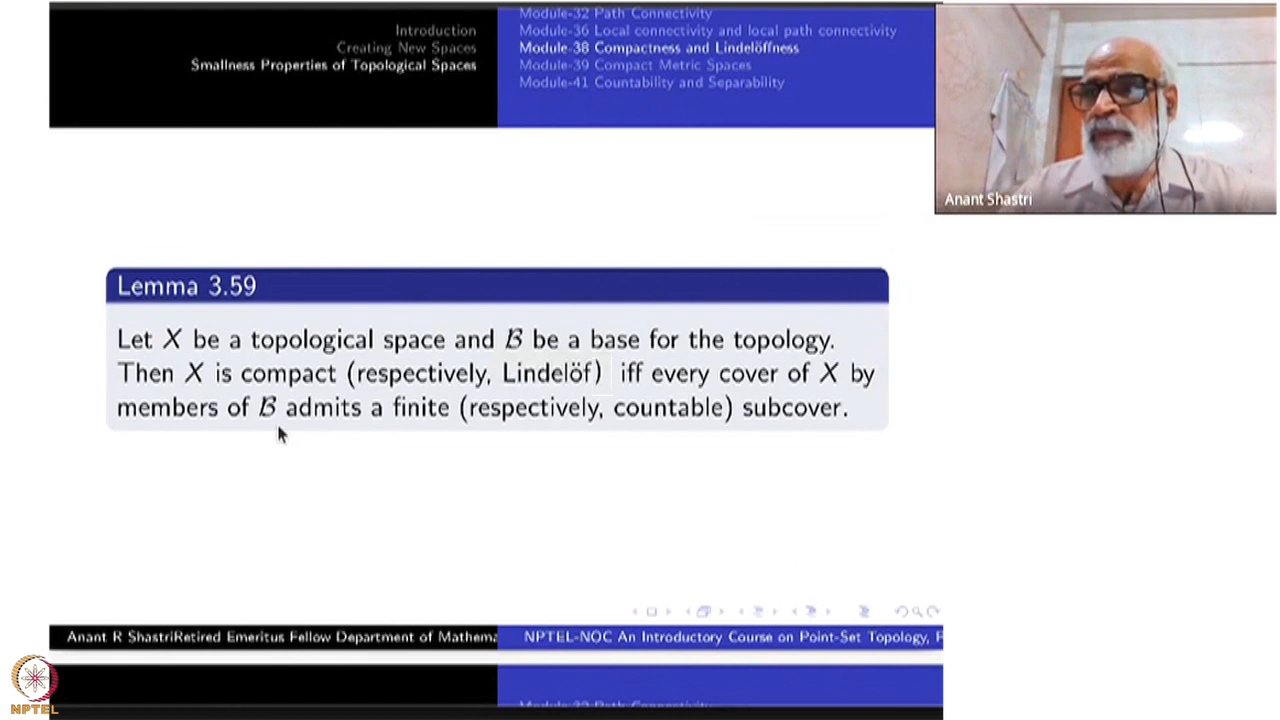 Introduction
Creating New Spaces
Smallness Properties of Topological Spaces
Module-32 Path Connectivity
Module-36 Local connectivity and local path connectivity
Module-38 Compactness and Lindelöffness
Module-39 Compact Metric Spaces
Module-41 Countability and Separability
Anant Shastri
Lemma 3.59
Let X be a topological space and B be a base for the topology.
Then X is compact (respectively, Lindelöf) iff every cover of X by
members of B admits a finite (respectively, countable) subcover.
Anant R ShastriRetired Emeritus Fellow Department of Mathema
NPTEL-NOC An Introductory Course on Point-Set Topology, P
Module-32 Path Connectivity
NPTEL